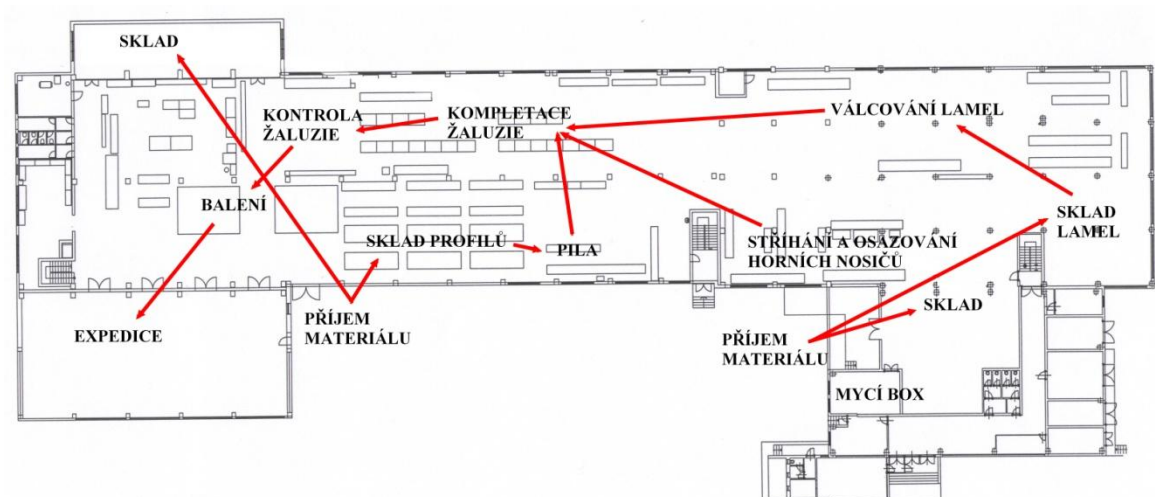 SKLAD
KONTROLA
ŽALUZIE
KOMPLETACE
ŽALUZIE
VÁLCOVÁNÍ LAMEL
BALENÍ
SKLAD PROFILŮ
PILA
STŘÍHÁNÍ A OSAZOVÁNÍ
HORNÍCH NOSIČŮ
SKLAD
LAMEL
EXPEDICE
PŘÍJEM
MATERIÁLU
SKLAD
PŘÍJEM
MATERIÁLU
MYCÍ BOX